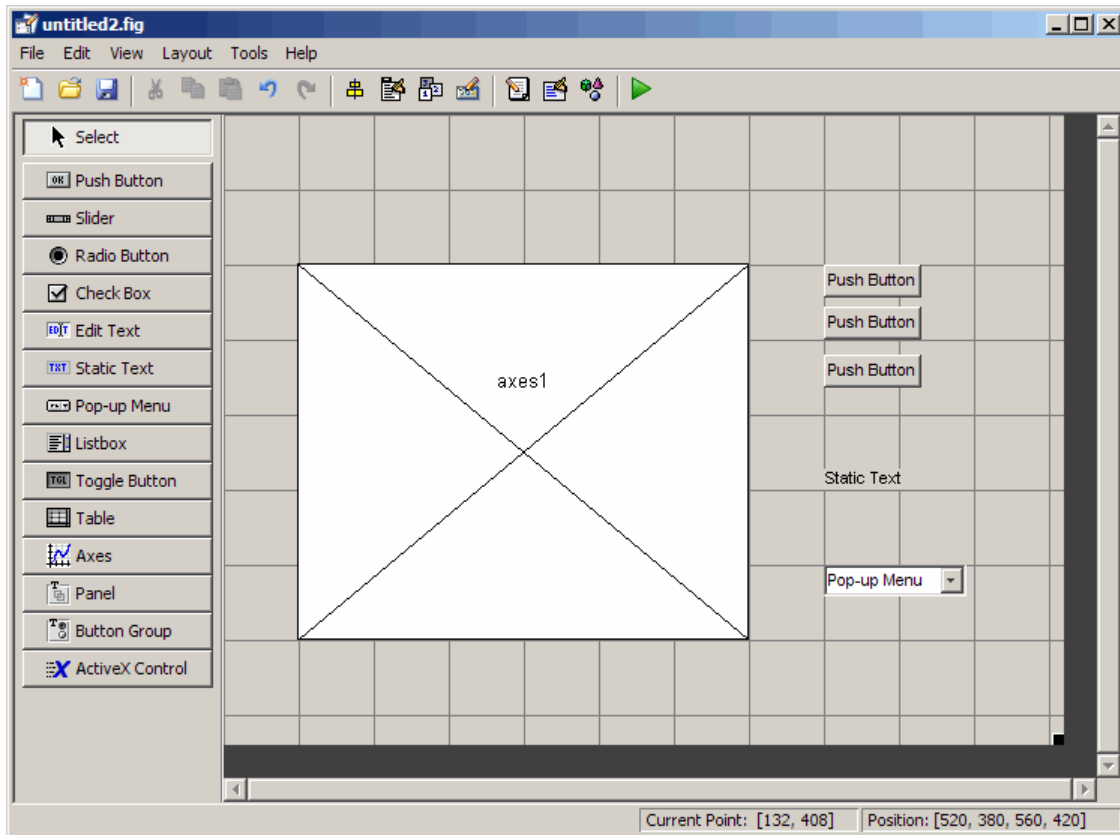 untitled2.fig
File Edit View Layout Tools Help
Select
Push Button
Slider
Radio Button
Check Box
Edit Text
Static Text
Pop-up Menu
Listbox
Toggle Button
Table
Axes
Panel
Button Group
ActiveX Control
axes1
Push Button
Push Button
Push Button
Static Text
Pop-up Menu
Current Point: [132, 408] Position: [520, 380, 560, 420]